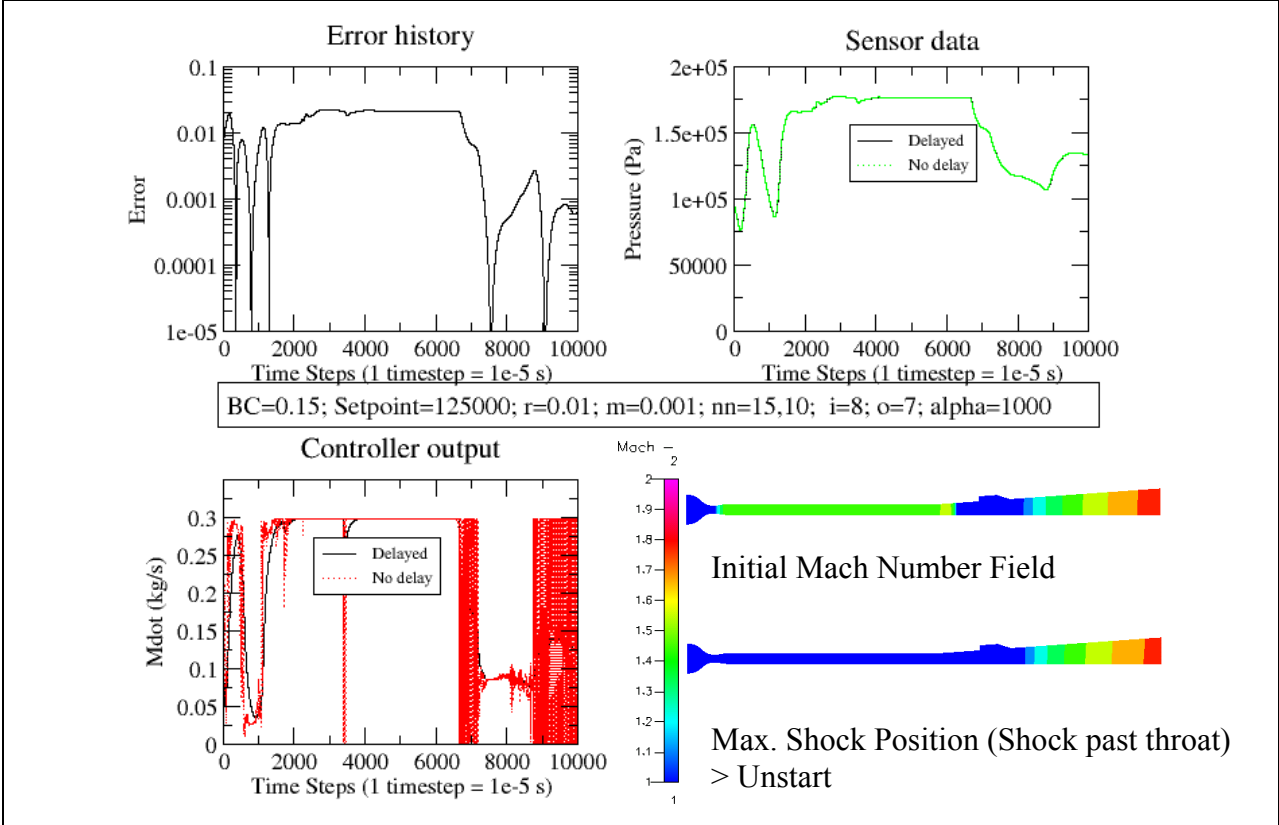 Error history
0.1
0.01
0.001
0.0001
1e-05
Error
0 2000 4000 6000 8000 10000
Time Steps (1 timestep = 1e-5 s)
Sensor data
2e+05
1.5e+05
1e+05
50000
0
Pressure (Pa)
Delayed
No delay
0 2000 4000 6000 8000 10000
Time Steps (1 timestep = 1e-5 s)
BC=0.15; Setpoint=125000; r=0.01; m=0.001; nn=15,10; i=8; o=7; alpha=1000
Controller output
0.3
0.25
0.2
0.15
0.1
0.05
0
Mdot (kg/s)
Delayed
No delay
0 2000 4000 6000 8000 10000
Time Steps (1 timestep = 1e-5 s)
Mach –
2
2
1.9
1.8
1.7
1.6
1.5
1.4
1.3
1.2
1.1
1
1
Initial Mach Number Field
Max. Shock Position (Shock past throat)
> Unstart